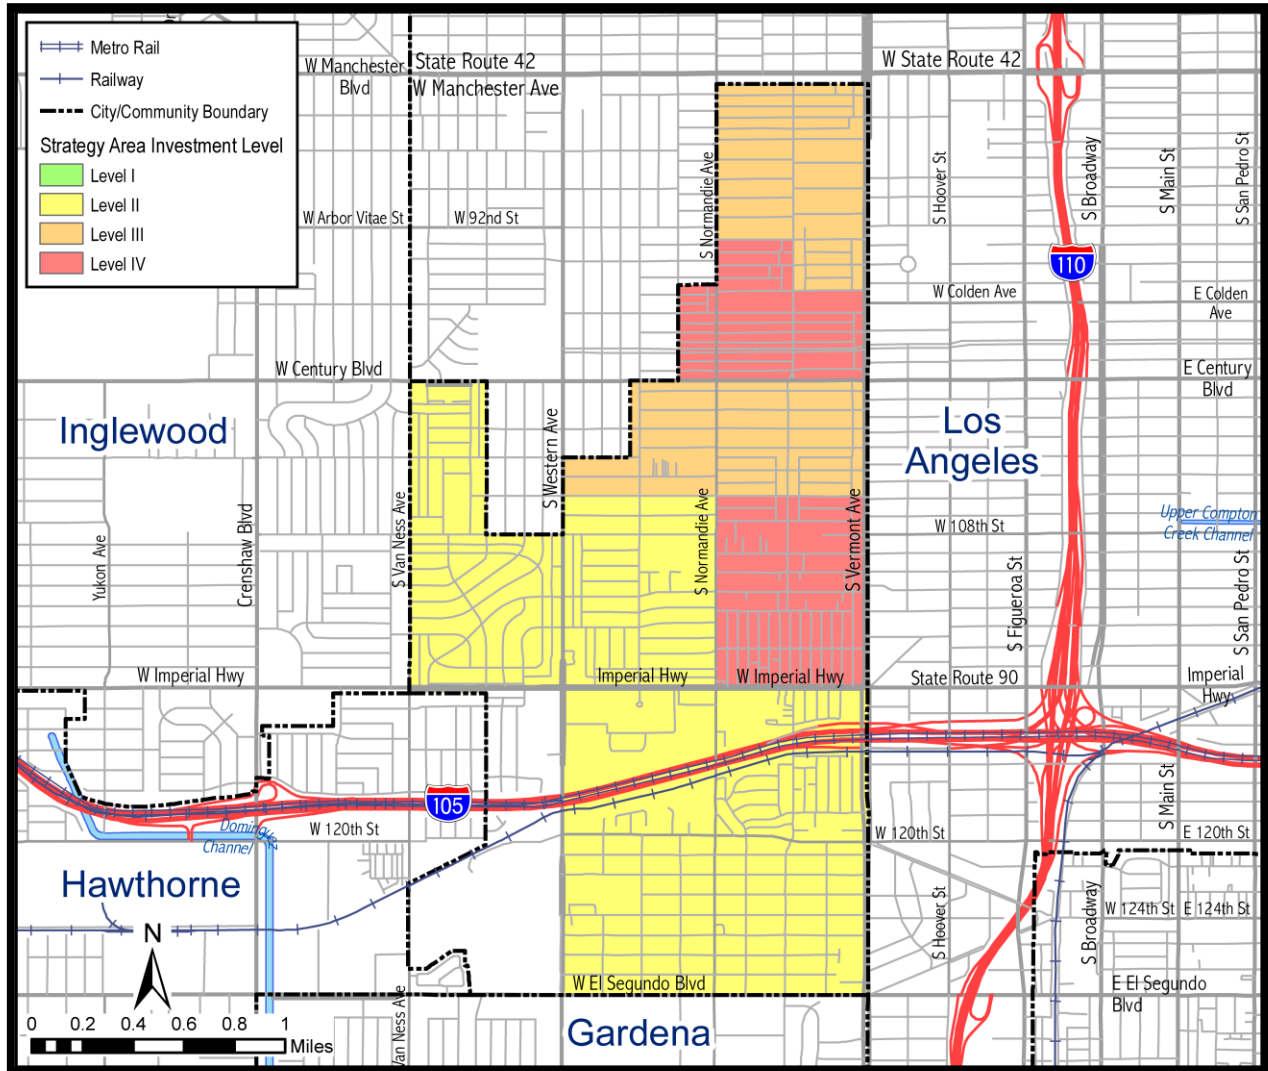 Metro Rail
Railway
City/Community Boundary
Strategy Area Investment Level
Level I
Level II
Level III
Level IV
W Manchester
Blvd
State Route 42
W Manchester Ave
W State Route 42
W Arbor Vitae St
W 92nd St
S Normandie Ave
S Hoover St
S Broadway
S Main St
S San Pedro St
110
W Colden Ave
E Colden
Ave
W Century Blvd
E Century
Blvd
Inglewood
Los
Angeles
S Western Ave
Yukon Ave
Crenshaw Blvd
S Van Ness Ave
S Normandie Ave
S Vermont Ave
W 108th St
Upper Compton
Creek Channel
S Figueroa St
S San Pedro St
W Imperial Hwy
Imperial Hwy
W Imperial Hwy
State Route 90
Imperial
Hwy
105
Dominguez
Channel
W 120th St
W 120th St
S Main St
E 120th St
Hawthorne
S Hoover St
S Broadway
W 124th St
E 124th St
N
W El Segundo Blvd
E El Segundo
Blvd
Van Ness Ave
0 0.2 0.4 0.6 0.8 1
Miles
Gardena